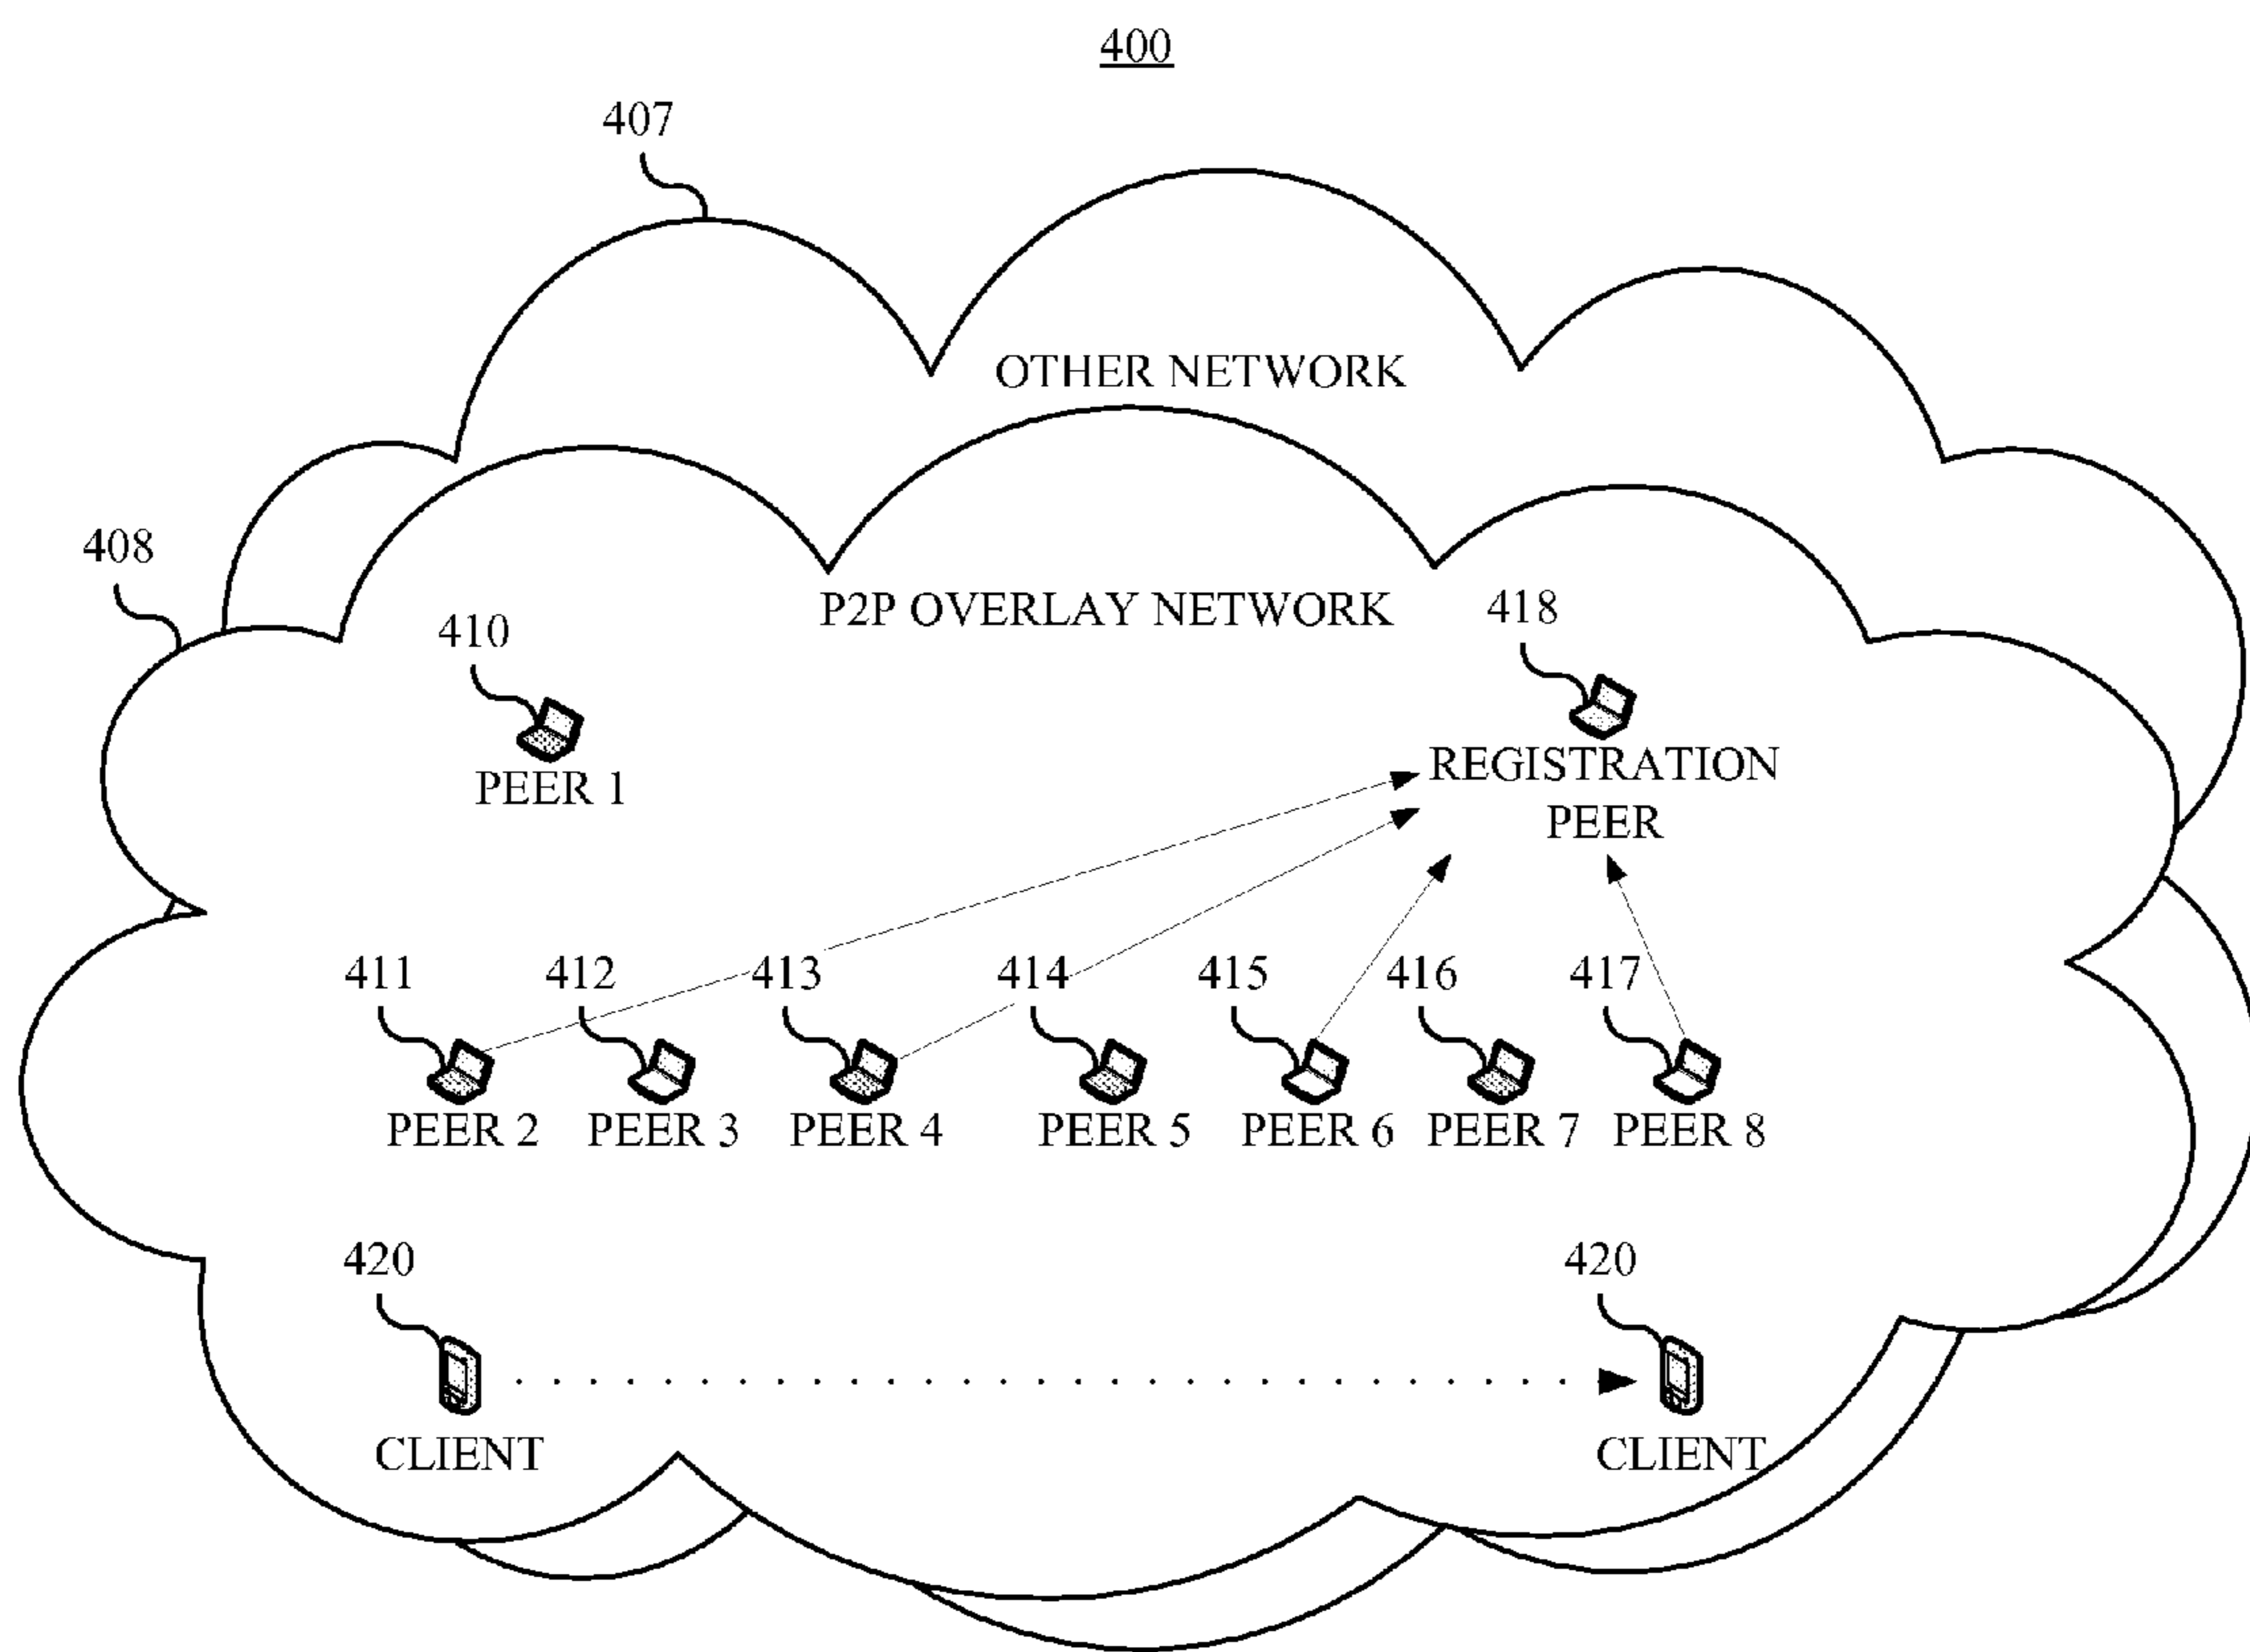 400
407
OTHER NETWORK
408
P2P OVERLAY NETWORK
410
418
PEER 1
REGISTRATION
PEER
411 412 413 414 415 416 417
PEER 2 PEER 3 PEER 4 PEER 5 PEER 6 PEER 7 PEER 8
420 420
CLIENT CLIENT